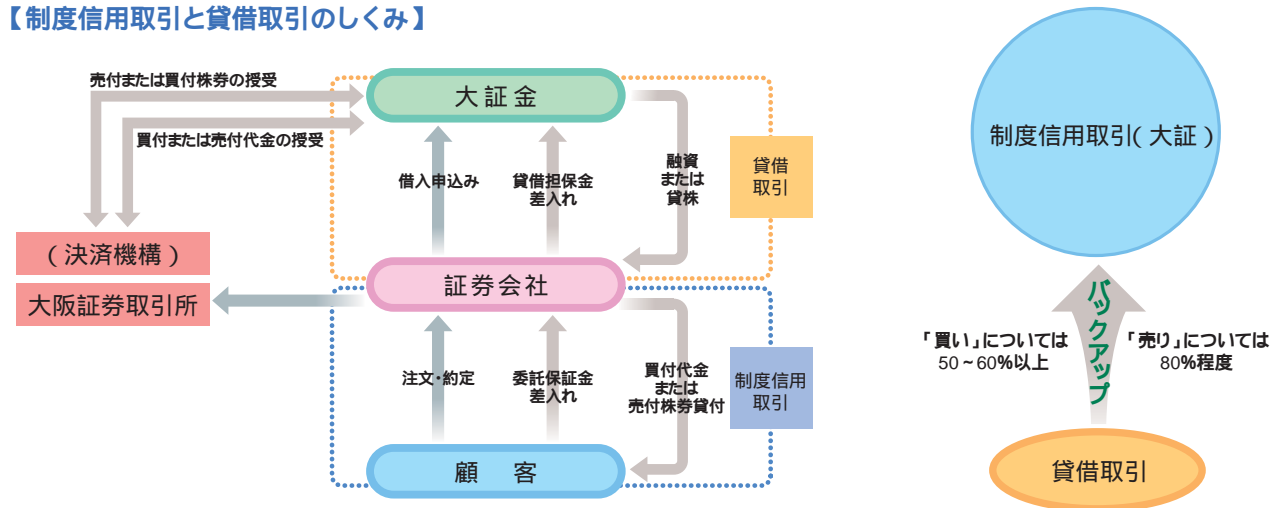 【制度信用取引と貸借取引のしくみ】
売付または買付株券の授受
買付または売付代金の授受
大証金
借入申込み
貸借担保金
差入れ
融資
または
貸株
貸借
取引
(決済機構)
大阪証券取引所
証券会社
注文・約定
委託保証金
差入れ
買付代金
または
売付株券貸付
制度信用
取引
顧 客
制度信用取引(大証)
バックアップ
「買い」については
50~60%以上
「売り」については
80%程度
貸借取引